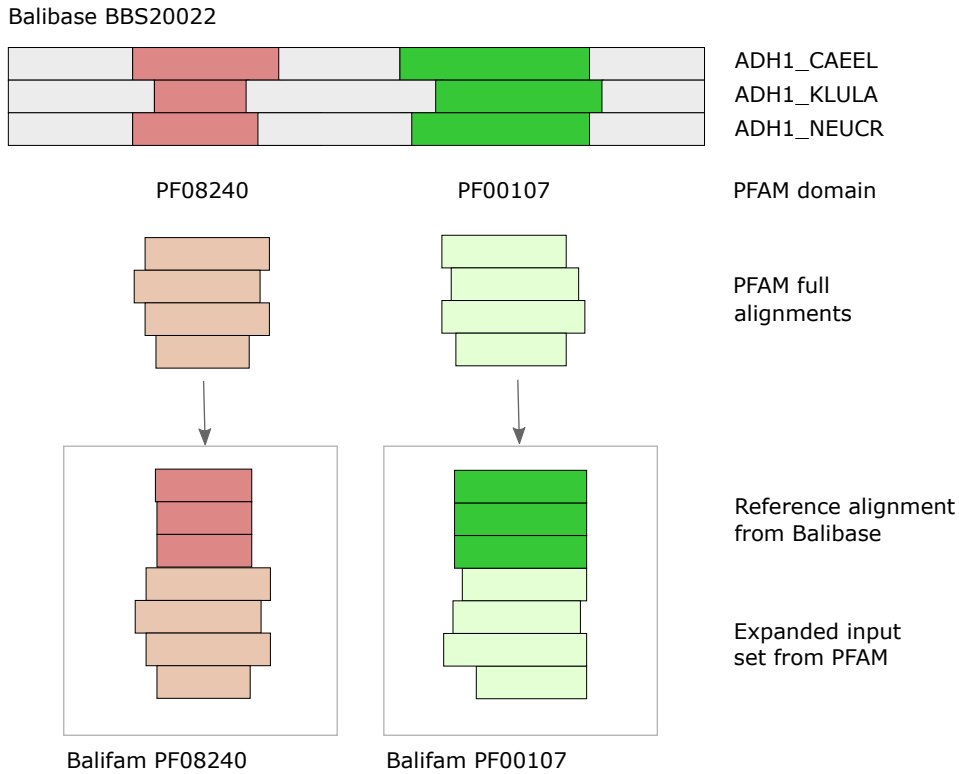 Balibase BBS20022
ADH1_CAEEL
ADH1_KLULA
ADH1_NEUCR
PF08240
PF00107
PFAM domain
PFAM full
alignments
Reference alignment
from Balibase
Expanded input
set from PFAM
Balifam PF08240
Balifam PF00107